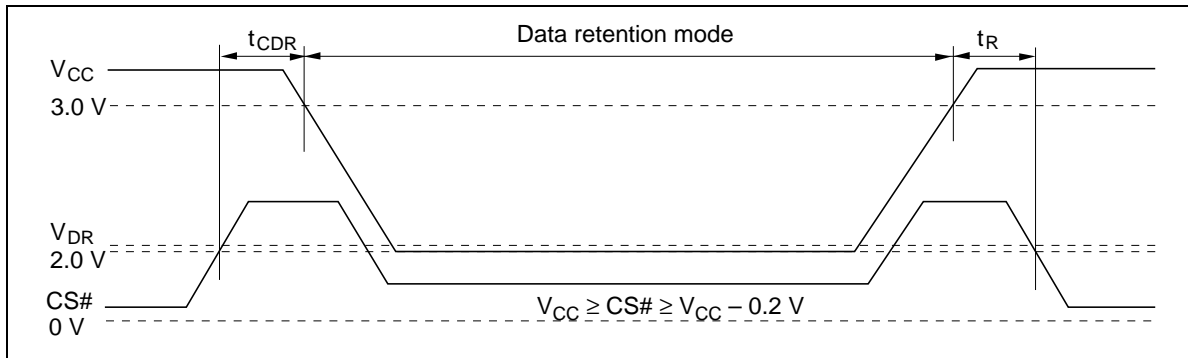 tCDR
Data retention mode
tR
VCC
3.0 V
VDR
2.0 V
CS#
0 V
VCC ≥ CS# ≥ VCC – 0.2 V